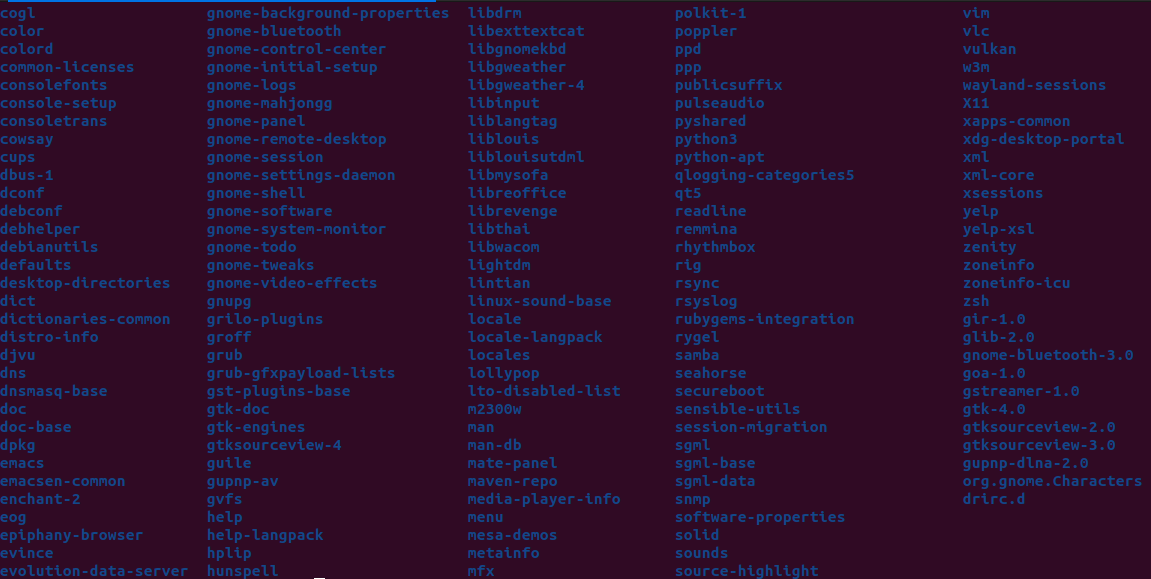 cogl gnome-background-properties libdrm polkit-1 vim
color gnome-bluetooth libexttextcat poppler vlc
colord gnome-control-center libgnomekbd ppd vulkan
common-licenses gnome-initial-setup libgweather ppp w3m
consolefonts gnome-logs libgweather-4 publicsuffix wayland-sessions
console-setup gnome-mahjongg libinput pulseaudio X11
consoletrans gnome-panel liblangtag pyshared xapps-common
cowsay gnome-remote-desktop liblouis python3 xdg-desktop-portal
cups gnome-session liblouisutdml python-apt xml
dbus-1 gnome-settings-daemon libmysofa qlogging-categories5 xml-core
dconf gnome-shell libreoffice qt5 xsessions
debconf gnome-software librevenge readline yelp
debhelper gnome-system-monitor libthai remmina yelp-xsl
debianutils gnome-todo libwacom rhythmbox zenity
defaults gnome-tweaks lightdm rig zoneinfo
desktop-directories gnome-video-effects lintian rsync zoneinfo-icu
dict gnupg linux-sound-base rsyslog zsh
dictionaries-common grilo-plugins locale rubygems-integration gir-1.0
distro-info groff locale-langpack rygel glib-2.0
djvu grub locales samba gnome-bluetooth-3.0
dns grub-gfxpayload-lists lollypop seahorse goa-1.0
dnsmasq-base gst-plugins-base lto-disabled-list secureboot gstreamer-1.0
doc gtk-doc m2300w sensible-utils gtk-4.0
doc-base gtk-engines man session-migration gtksourceview-2.0
dpkg gtksourceview-4 man-db sgml gtksourceview-3.0
emacs guile mate-panel sgml-base gupnp-dlna-2.0
emacsen-common gupnp-av maven-repo sgml-data org.gnome.Characters
enchant-2 gvfs media-player-info snmp drirc.d
eog help menu software-properties
epiphany-browser help-langpack mesa-demos solid
evince hplip metainfo sounds
evolution-data-server hunspell mfx source-highlight